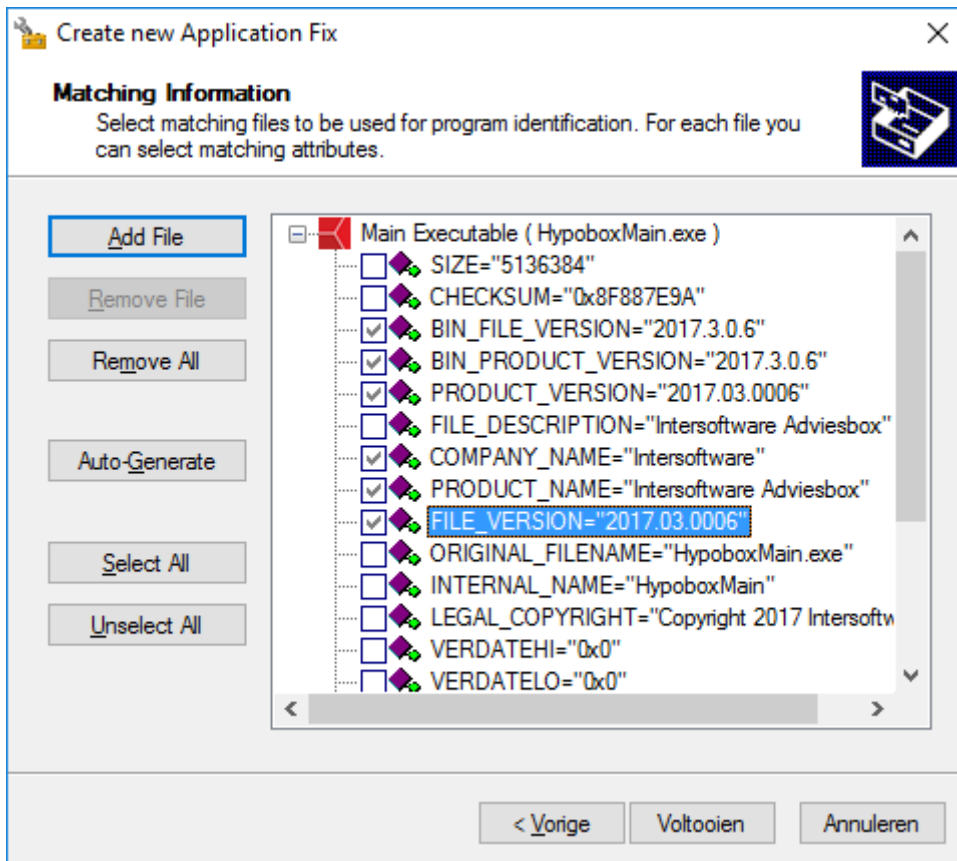 Create new Application Fix
Matching Information
Select matching files to be used for program identification. For each file you
can select matching attributes.
Add File
Remove File
Remove All
Auto-Generate
Select All
Unselect All
Main Executable ( HypoboxMain.exe )
SIZE="5136384"
CHECKSUM="0x8F887E9A"
BIN_FILE_VERSION="2017.3.0.6"
BIN_PRODUCT_VERSION="2017.3.0.6"
PRODUCT_VERSION="2017.03.0006"
FILE_DESCRIPTION="Intersoftware Adviesbox"
COMPANY_NAME="Intersoftware"
PRODUCT_NAME="Intersoftware Adviesbox"
FILE_VERSION="2017.03.0006"
ORIGINAL_FILENAME="HypoboxMain.exe"
INTERNAL_NAME="HypoboxMain"
LEGAL_COPYRIGHT="Copyright 2017 Intersoftw
VERDATEHI="0x0"
VERDATELO="0x0"
< Vorige
Voltooien
Annuleren